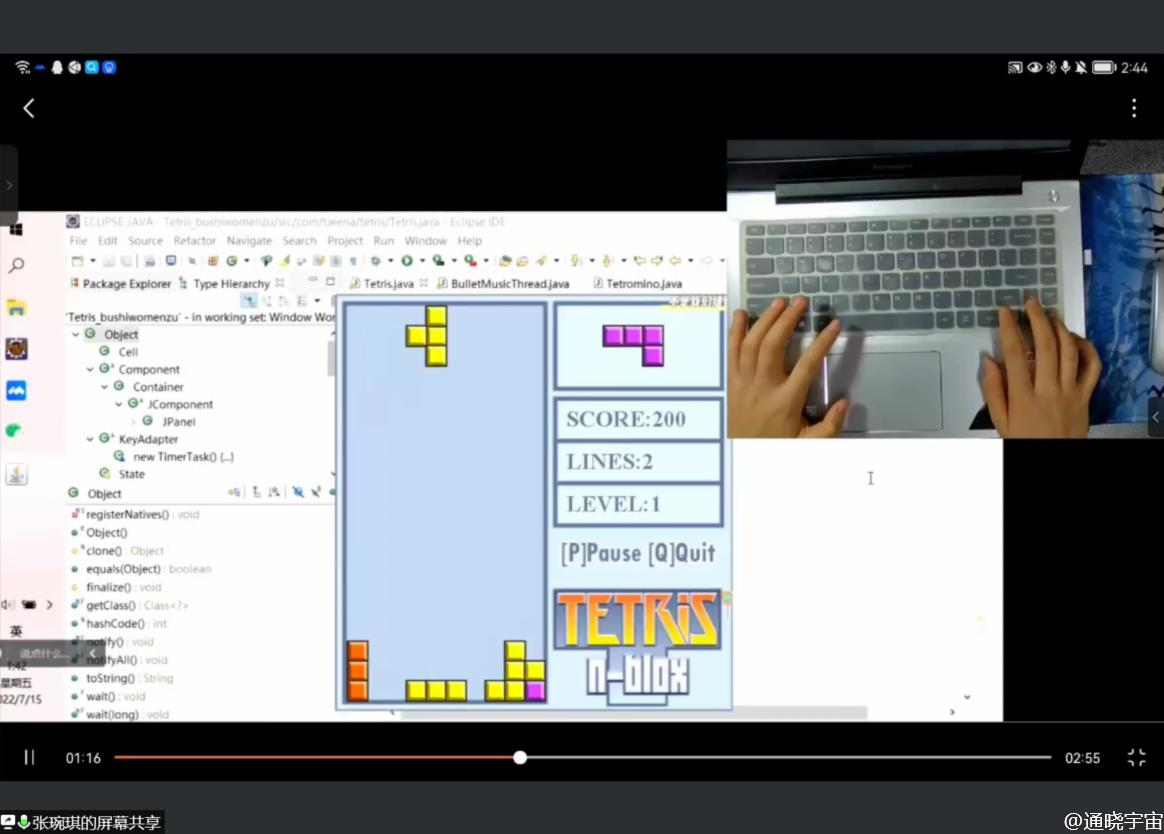 2:44
ECLIPSE JAVA - Tetris_bushiwomenzu/src/com/tarena/tetris/Tetris.java - Eclipse IDE
File Edit Source Refactor Navigate Search Project Run Window Help
Package Explorer Type Hierarchy Tetris.java BulletMusicThread.java Tetromino.java
'Tetris_bushiwomenzu' - in working set: Window Wor
Object
Cell
Component
Container
JComponent
JPanel
KeyAdapter
new TimerTask() {...}
State
Object
registerNatives() : void
Object()
clone() : Object
equals(Object) : boolean
finalize() : void
getClass() : Class<?>
hashCode() : int
notify() : void
notifyAll() : void
toString() : String
wait() : void
wait(long) : void
SCORE:200
LINES:2
LEVEL:1
[P]Pause [Q]Quit
TETRiS
n-blox
英
说点什么...
1:42
星期五
022/7/15
01:16
02:55
张琬琪的屏幕共享
@通晓宇宙